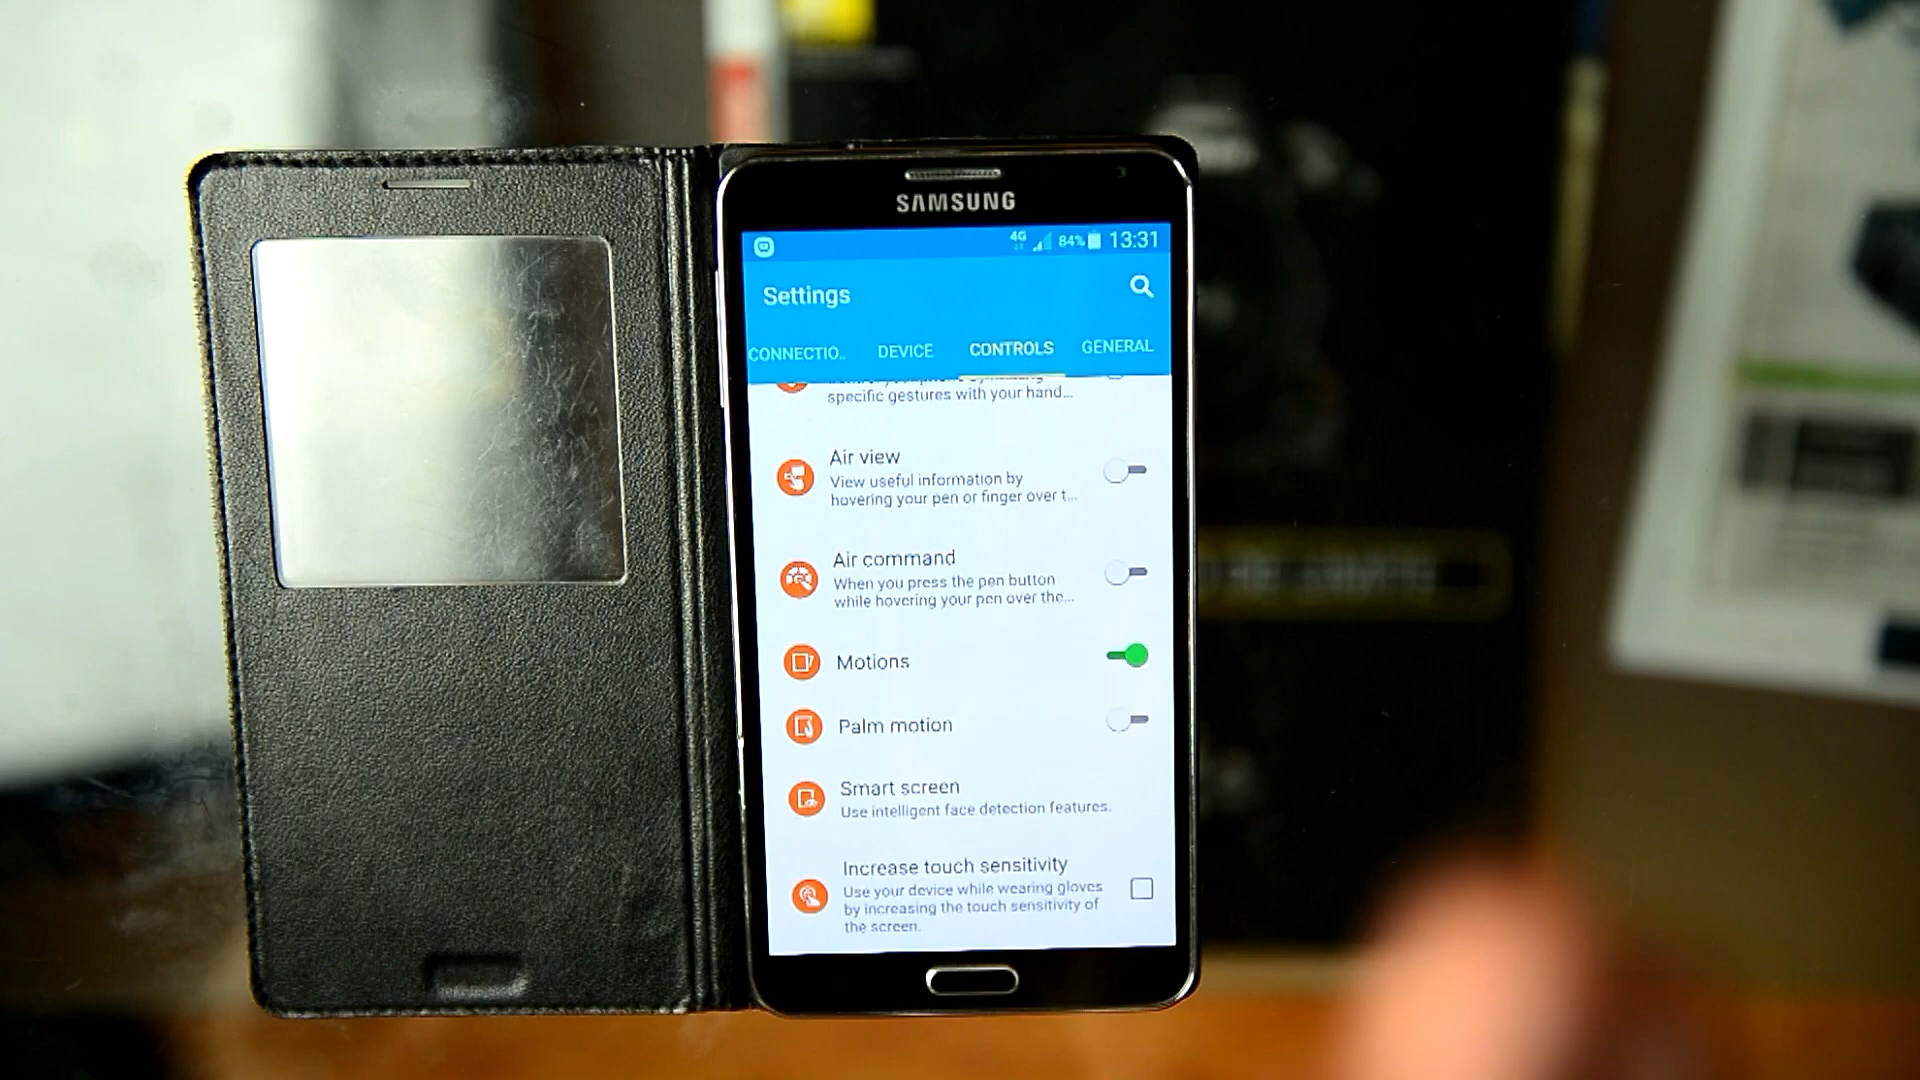 SAMSUNG
4G 84% 13:31
Settings
CONNECTIO.. DEVICE CONTROLS GENERAL
specific gestures with your hand...
Air view
View useful information by
hovering your pen or finger over t...
Air command
When you press the pen button
while hovering your pen over the...
Motions
Palm motion
Smart screen
Use intelligent face detection features.
Increase touch sensitivity
Use your device while wearing gloves
by increasing the touch sensitivity of
the screen.